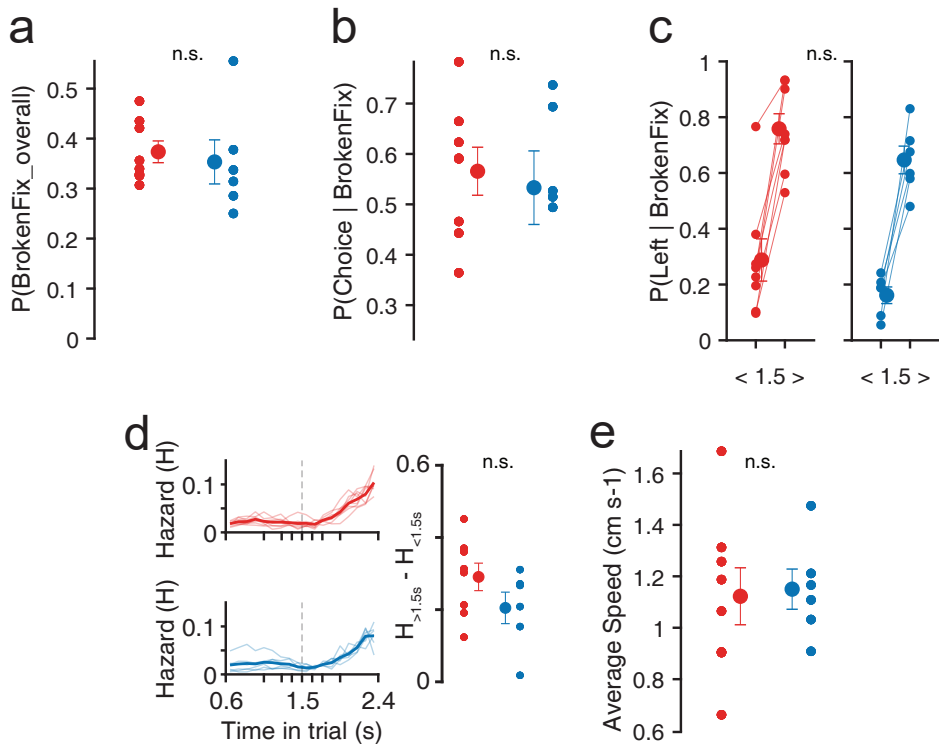 a
n.s.
P(BrokenFix_overall)
0.5
0.4
0.3
0.2
0.1
0
b
n.s.
P(Choice | BrokenFix)
0.7
0.6
0.5
0.4
0.3
c
n.s.
P(Left | BrokenFix)
1
0.8
0.6
0.4
0.2
0
< 1.5 >
< 1.5 >
d
Hazard (H)
0.1
0
Hazard (H)
0.1
0
0.6
1.5
2.4
Time in trial (s)
n.s.
H>1.5s - H<1.5s
0.6
0
e
n.s.
Average Speed (cm s-1)
1.6
1.4
1.2
1
0.8
0.6